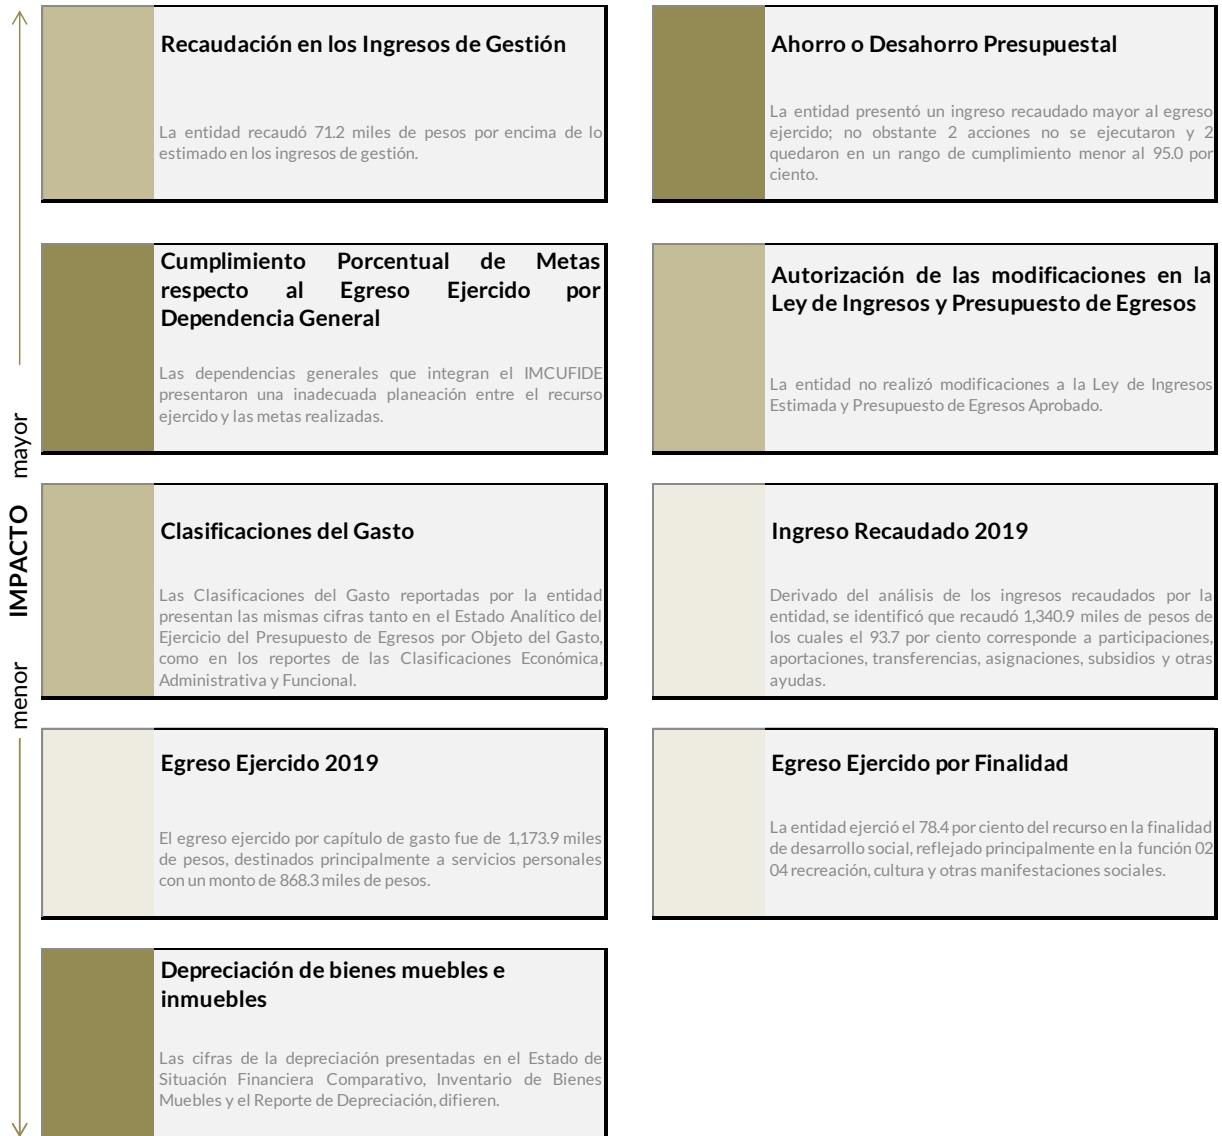 mayor
IMPACTO
menor
Recaudación en los Ingresos de Gestión
La entidad recaudó 71.2 miles de pesos por encima de lo
estimado en los ingresos de gestión.
Ahorro o Desahorro Presupuestal
La entidad presentó un ingreso recaudado mayor al egreso
ejercido; no obstante 2 acciones no se ejecutaron y 2
quedaron en un rango de cumplimiento menor al 95.0 por
ciento.
Cumplimiento Porcentual de Metas
respecto al Egreso Ejercido por
Dependencia General
Las dependencias generales que integran el IMCUFIDE
presentaron una inadecuada planeación entre el recurso
ejercido y las metas realizadas.
Autorización de las modificaciones en la
Ley de Ingresos y Presupuesto de Egresos
La entidad no realizó modificaciones a la Ley de Ingresos
Estimada y Presupuesto de Egresos Aprobado.
Clasificaciones del Gasto
Las Clasificaciones del Gasto reportadas por la entidad
presentan las mismas cifras tanto en el Estado Analítico del
Ejercicio del Presupuesto de Egresos por Objeto del Gasto,
como en los reportes de las Clasificaciones Económica,
Administrativa y Funcional.
Ingreso Recaudado 2019
Derivado del análisis de los ingresos recaudados por la
entidad, se identificó que recaudó 1,340.9 miles de pesos de
los cuales el 93.7 por ciento corresponde a participaciones,
aportaciones, transferencias, asignaciones, subsidios y otras
ayudas.
Egreso Ejercido 2019
El egreso ejercido por capítulo de gasto fue de 1,173.9 miles
de pesos, destinados principalmente a servicios personales
con un monto de 868.3 miles de pesos.
Egreso Ejercido por Finalidad
La entidad ejerció el 78.4 por ciento del recurso en la finalidad
de desarrollo social, reflejado principalmente en la función 02
04 recreación, cultura y otras manifestaciones sociales.
Depreciación de bienes muebles e
inmuebles
Las cifras de la depreciación presentadas en el Estado de
Situación Financiera Comparativo, Inventario de Bienes
Muebles y el Reporte de Depreciación, difieren.